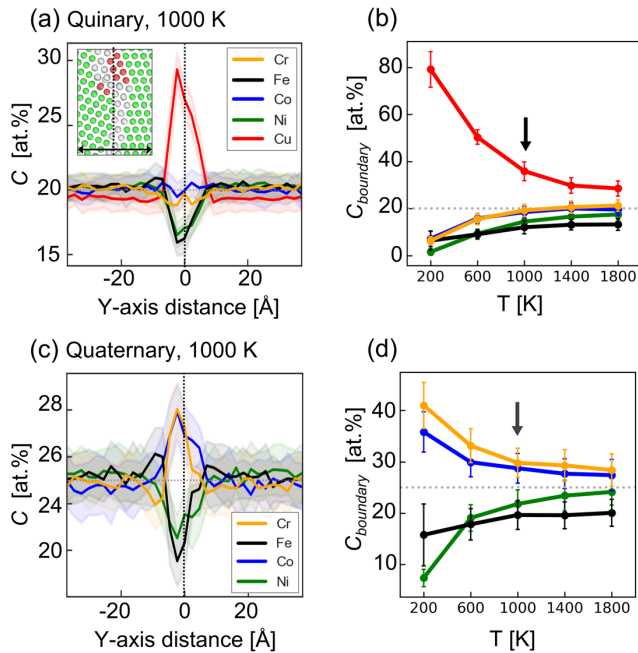 (a) Quinary, 1000 K
C [at.%]
30
25
20
15
Cr
Fe
Co
Ni
Cu
-20
0
20
Y-axis distance [Å]
(b)
C_boundary [at.%]
80
60
40
20
0
200
600
1000
1400
1800
T [K]
(c) Quaternary, 1000 K
C [at.%]
28
26
24
22
20
Cr
Fe
Co
Ni
-20
0
20
Y-axis distance [Å]
(d)
C_boundary [at.%]
40
30
20
10
200
600
1000
1400
1800
T [K]